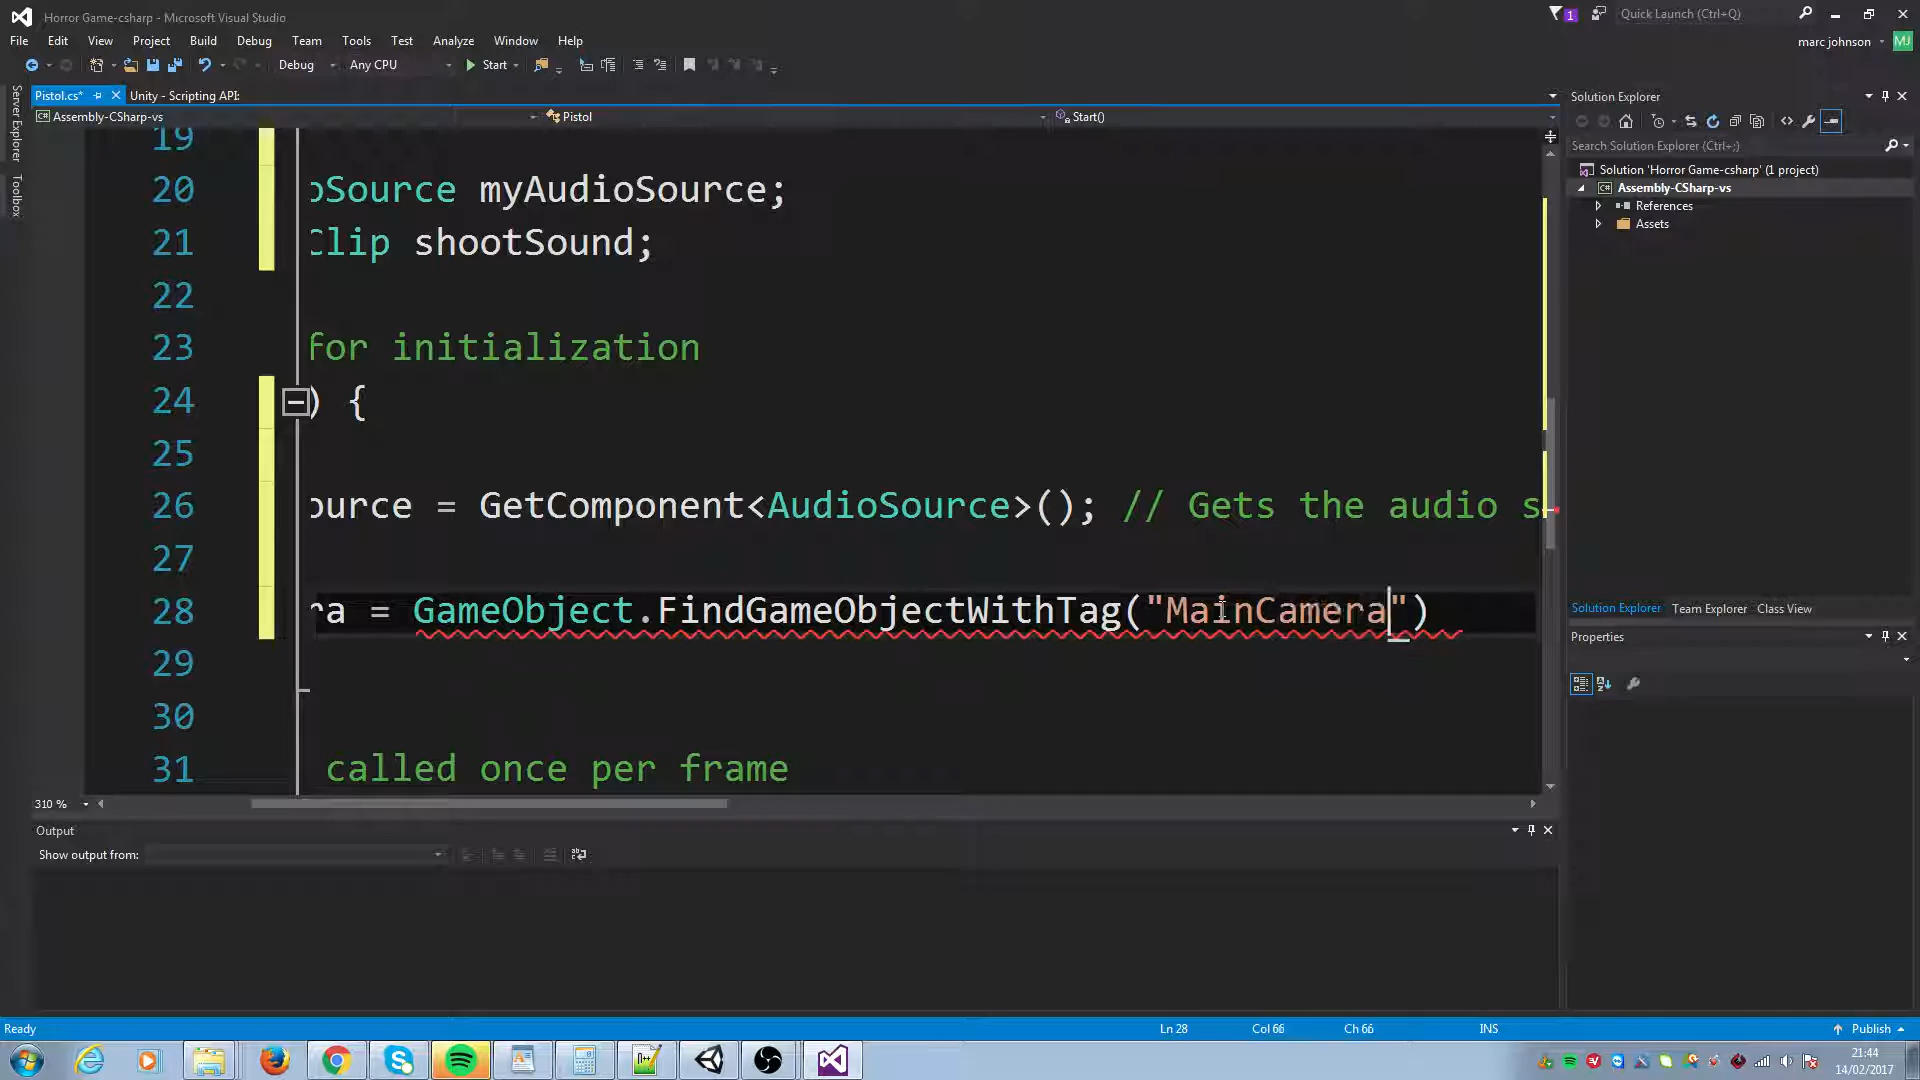 Horror Game-csharp - Microsoft Visual Studio
1
Quick Launch (Ctrl+Q)
File Edit View Project Build Debug Team Tools Test Analyze Window Help
marc johnson
MJ
Debug Any CPU Start
Server Explorer
Toolbox
Pistol.cs* Unity - Scripting API:
Assembly-CSharp-vs Pistol Start()
19
20 oSource myAudioSource;
21 Clip shootSound;
22
23 for initialization
24 ) {
25
26 ource = GetComponent<AudioSource>(); // Gets the audio s
27
28 ra = GameObject.FindGameObjectWithTag("MainCamera")
29
30
31 called once per frame
310 %
Output
Show output from:
Solution Explorer
Search Solution Explorer (Ctrl+;)
Solution 'Horror Game-csharp' (1 project)
Assembly-CSharp-vs
References
Assets
Solution Explorer Team Explorer Class View
Properties
Ready Ln 28 Col 66 Ch 66 INS Publish
21:44
14/02/2017